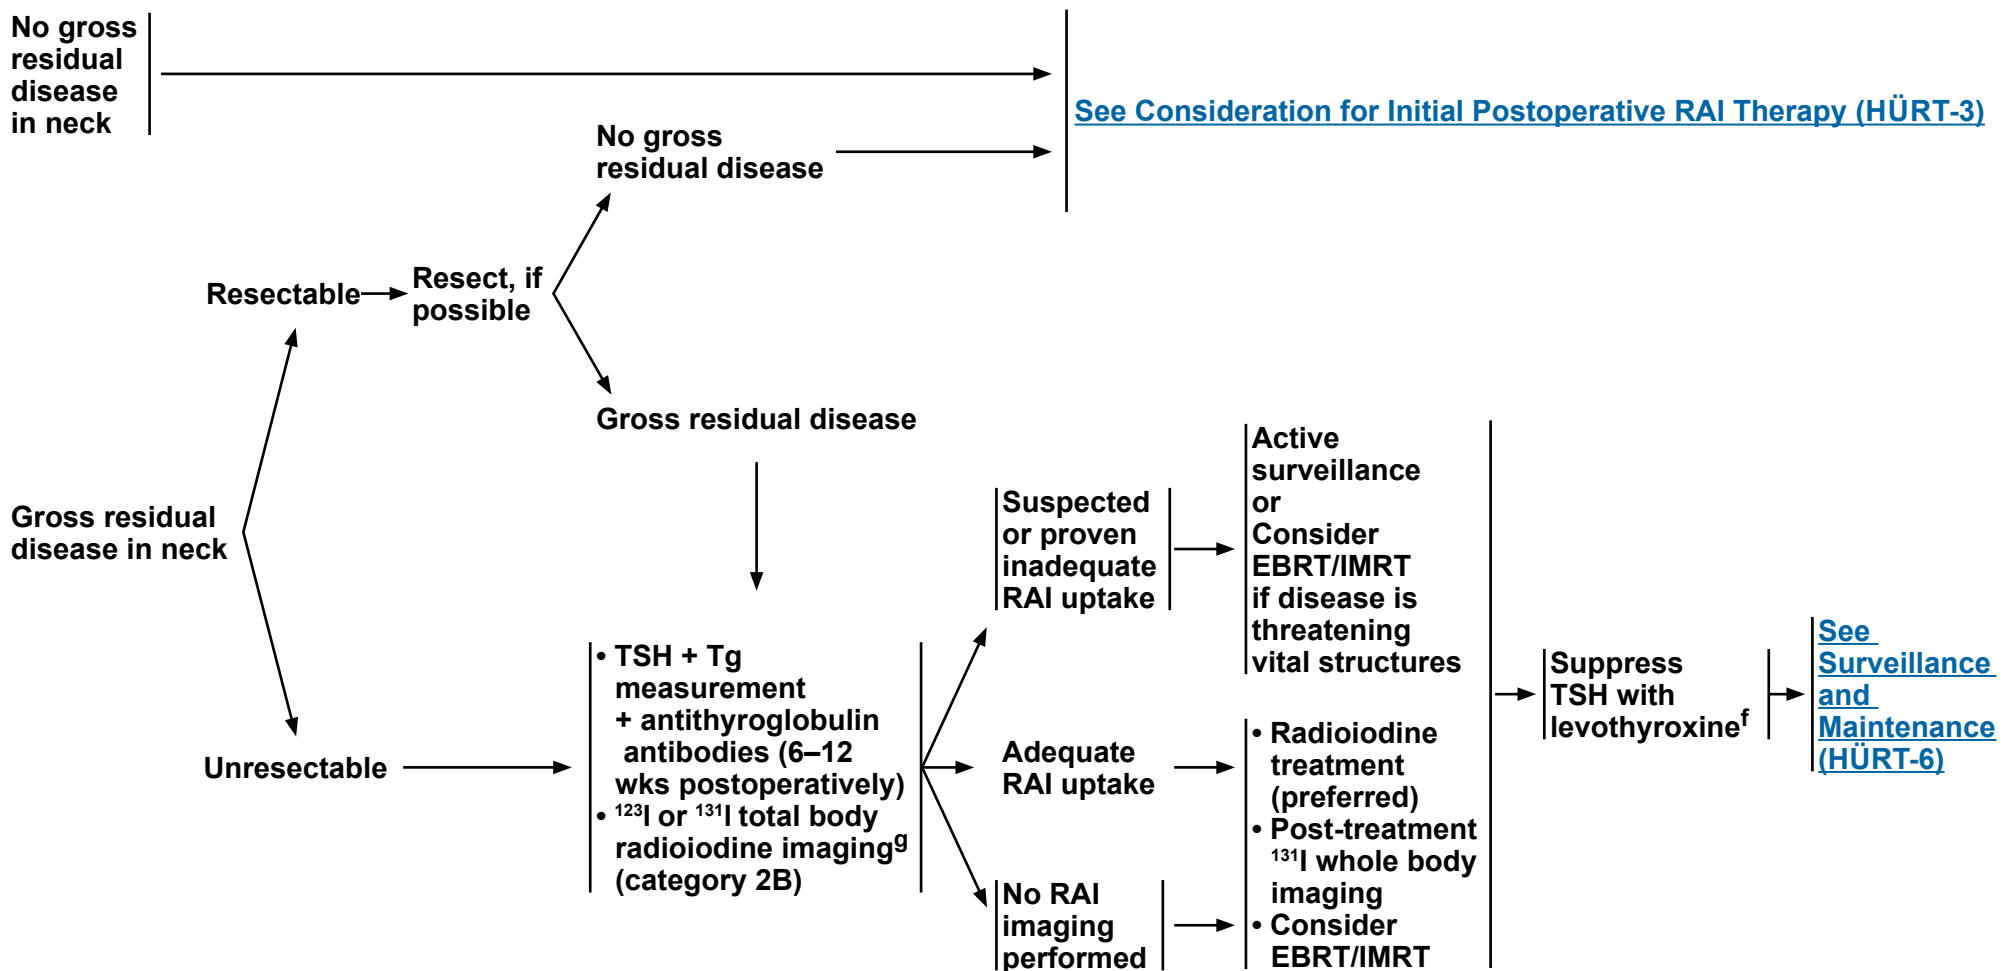 No gross
residual
disease
in neck
See Consideration for Initial Postoperative RAI Therapy (HÜRT-3)
No gross
residual disease
Resectable
Resect, if
possible
Gross residual disease
Gross residual
disease in neck
Unresectable
• TSH + Tg
measurement
+ antithyroglobulin
antibodies (6–12
wks postoperatively)
• ¹²³I or ¹³¹I total body
radioiodine imagingᵍ
(category 2B)
Suspected
or proven
inadequate
RAI uptake
Active
surveillance
or
Consider
EBRT/IMRT
if disease is
threatening
vital structures
Adequate
RAI uptake
No RAI
imaging
performed
• Radioiodine
treatment
(preferred)
• Post-treatment
¹³¹I whole body
imaging
• Consider
EBRT/IMRT
Suppress
TSH with
levothyroxineᶠ
See
Surveillance
and
Maintenance
(HÜRT-6)